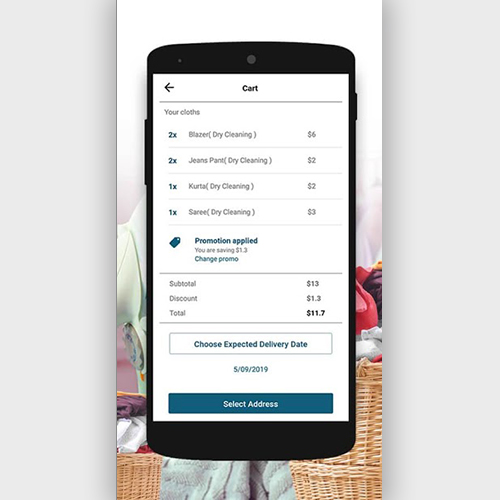 Cart
Your cloths
2x Blazer( Dry Cleaning ) $6
2x Jeans Pant( Dry Cleaning ) $2
1x Kurta( Dry Cleaning ) $2
1x Saree( Dry Cleaning ) $3
Promotion applied
You are saving $1.3
Change promo
Subtotal $13
Discount $1.3
Total $11.7
Choose Expected Delivery Date
5/09/2019
Select Address